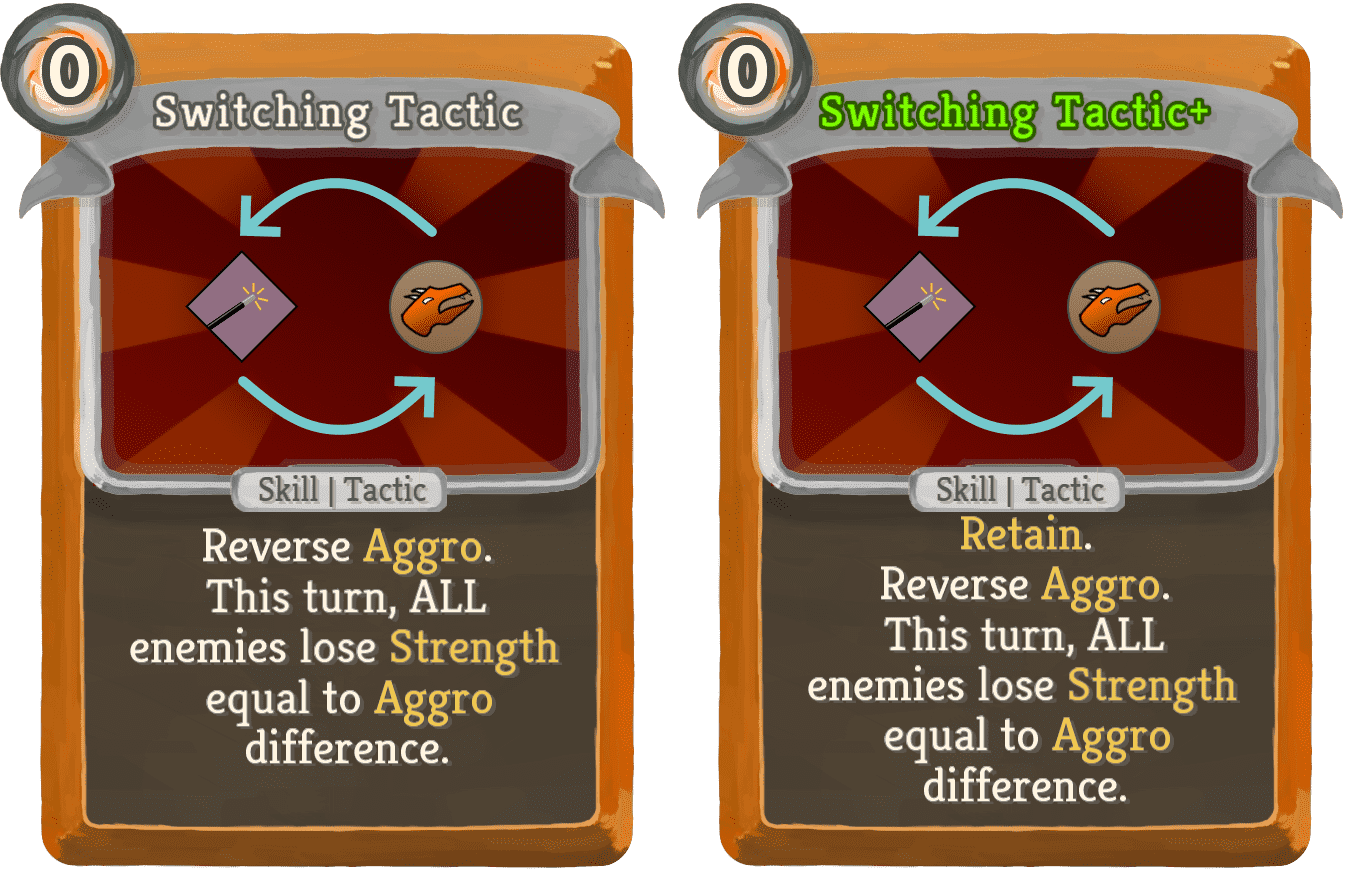 0
Switching Tactic
Skill | Tactic
Reverse Aggro.
This turn, ALL
enemies lose Strength
equal to Aggro
difference.
0
Switching Tactic+
Skill | Tactic
Retain.
Reverse Aggro.
This turn, ALL
enemies lose Strength
equal to Aggro
difference.